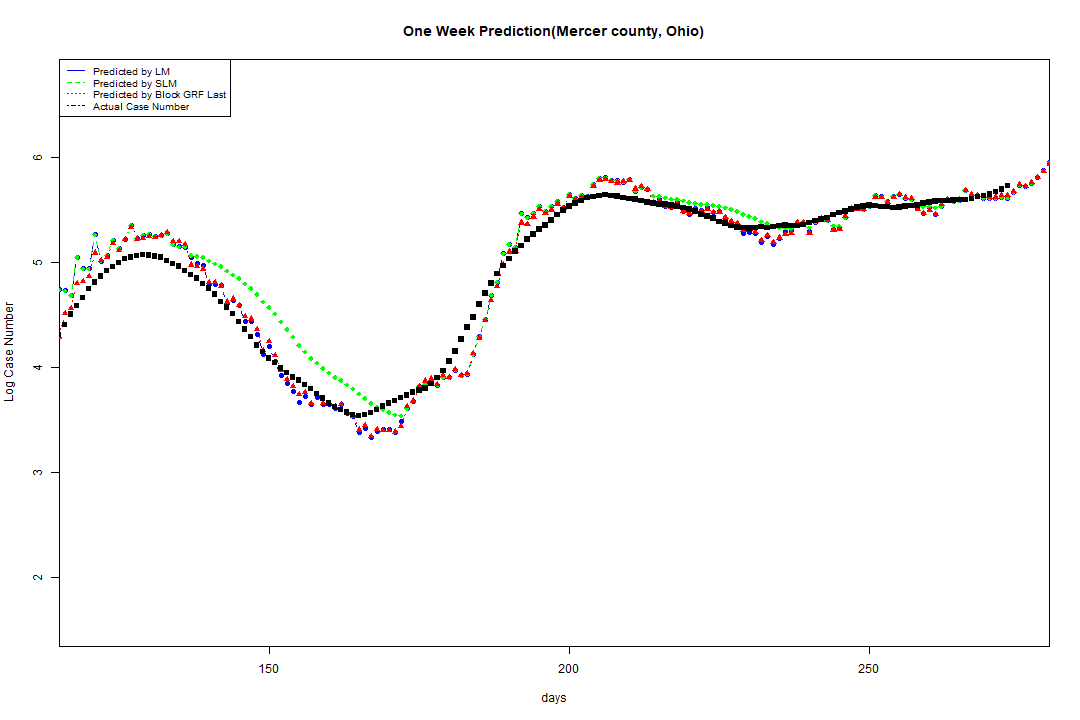 One Week Prediction(Mercer county, Ohio)
Predicted by LM
Predicted by SLM
Predicted by Block GRF Last
Actual Case Number
6
5
4
3
2
Log Case Number
150
200
250
days